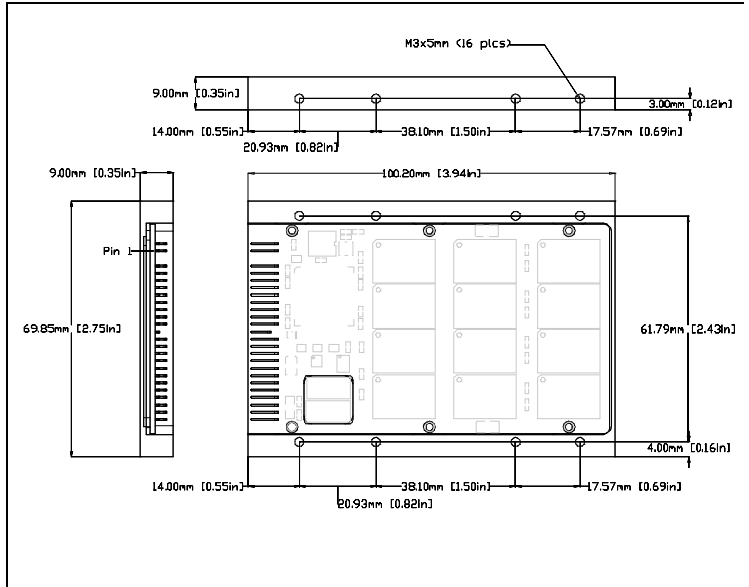 M3x5mm (16 plcs)
9.00mm [0.35in]
3.00mm [0.12in]
14.00mm [0.55in]
38.10mm [1.50in]
17.57mm [0.69in]
20.93mm [0.82in]
9.00mm [0.35in]
100.20mm [3.94in]
Pin 1
69.85mm [2.75in]
61.79mm [2.43in]
4.00mm [0.16in]
14.00mm [0.55in]
38.10mm [1.50in]
17.57mm [0.69in]
20.93mm [0.82in]